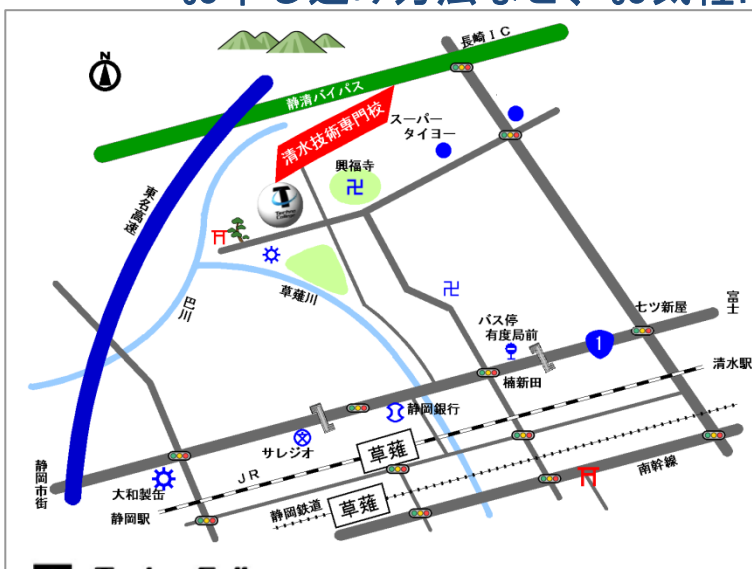 長崎IC
静清バイパス
清水技術専門校
スーパー
タイヨー
興福寺
東名高速
巴川
草薙川
バス停
有度局前
七ツ新屋
富士
1
清水駅
楠新田
静岡銀行
サレジオ
草薙
JR
静岡市街
大和製缶
静岡駅
静岡鉄道
草薙
南幹線
N
T